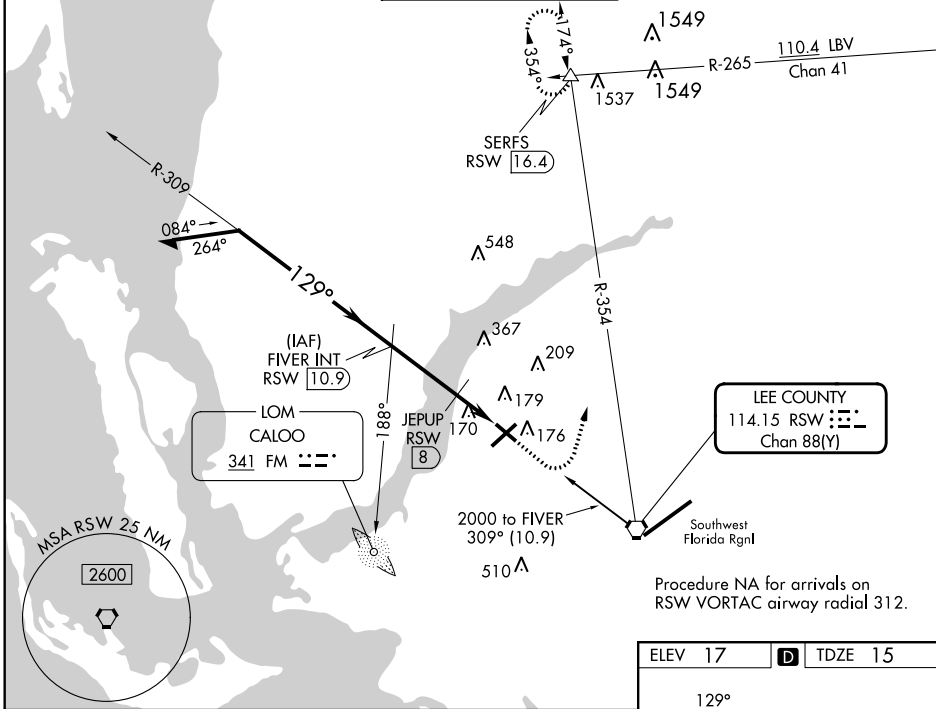 174°
354°
1549
110.4 LBV
R-265
Chan 41
1537
1549
SERFS
RSW 16.4
R-309
084°
264°
548
129°
R-354
(IAF)
FIVER INT
RSW 10.9
367
209
LOM
CALOO
341 FM
188°
JEPUP
RSW
8
170
179
176
LEE COUNTY
114.15 RSW
Chan 88(Y)
2000 to FIVER
309° (10.9)
Southwest
Florida Rgnl
510
MSA RSW 25 NM
2600
Procedure NA for arrivals on
RSW VORTAC airway radial 312.
ELEV 17 D TDZE 15
129°